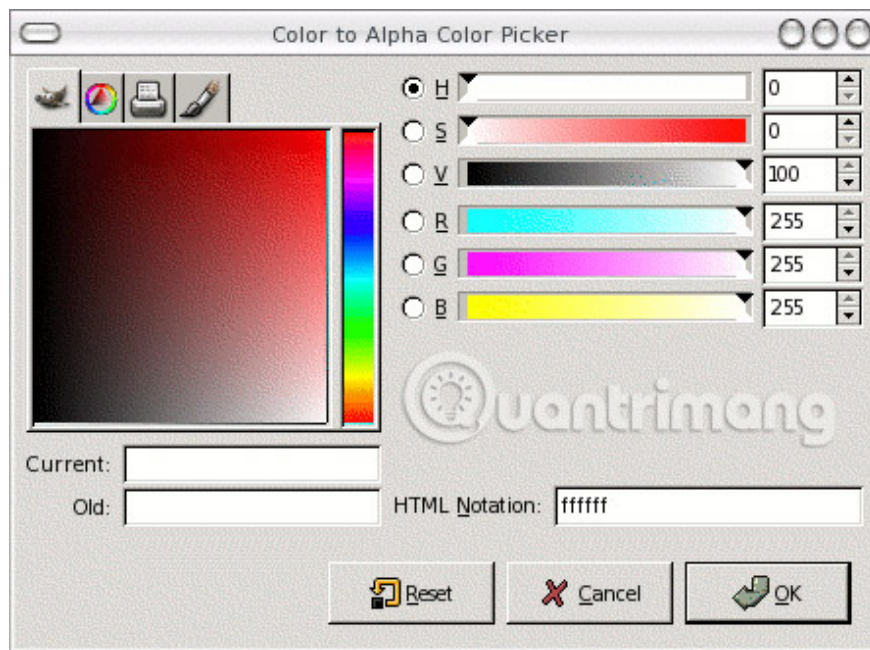 Color to Alpha Color Picker
H 0
S 0
V 100
R 255
G 255
B 255
Quantrimang
Current:
Old:
HTML Notation: ffffff
Reset Cancel OK